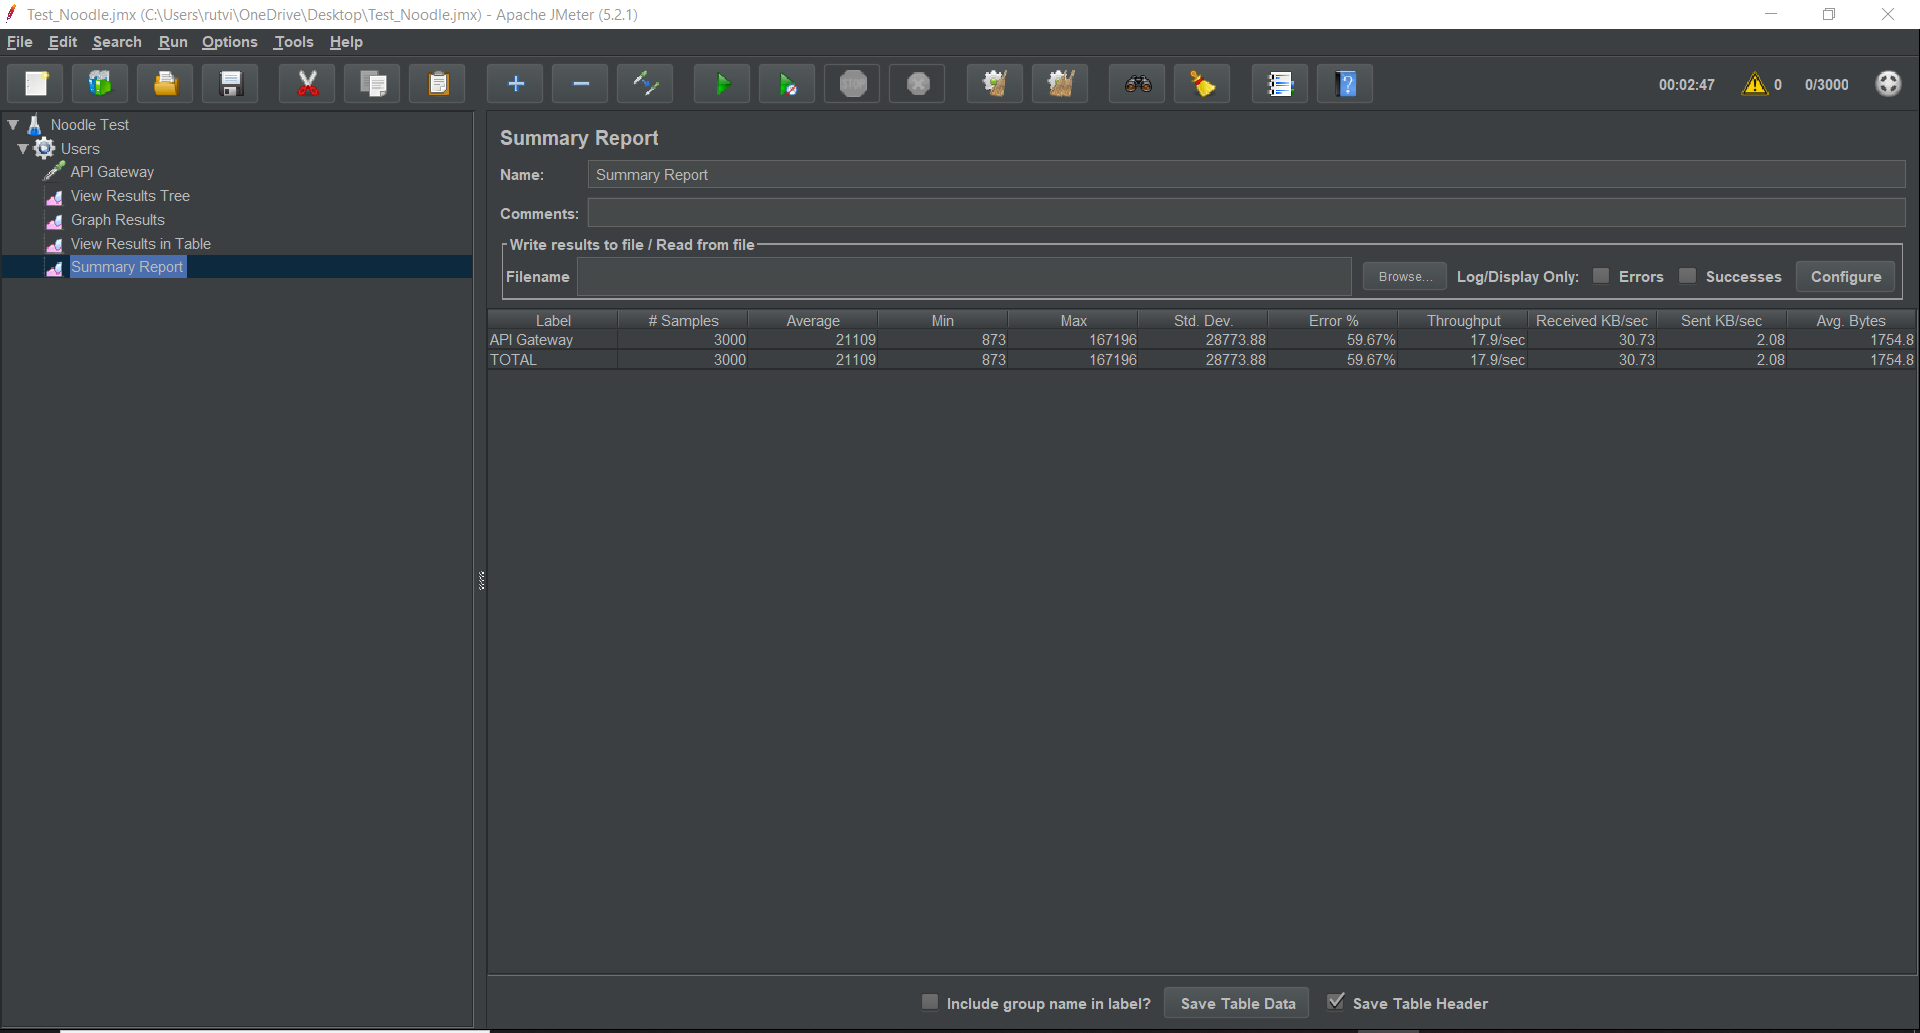 Test_Noodle.jmx (C:\Users\rutvi\OneDrive\Desktop\Test_Noodle.jmx) - Apache JMeter (5.2.1)
File Edit Search Run Options Tools Help
STOP
00:02:47 0 0/3000
Noodle Test
Users
API Gateway
View Results Tree
Graph Results
View Results in Table
Summary Report
Summary Report
Name: Summary Report
Comments:
Write results to file / Read from file
Filename Browse... Log/Display Only: Errors Successes Configure
Label # Samples Average Min Max Std. Dev. Error % Throughput Received KB/sec Sent KB/sec Avg. Bytes
API Gateway 3000 21109 873 167196 28773.88 59.67% 17.9/sec 30.73 2.08 1754.8
TOTAL 3000 21109 873 167196 28773.88 59.67% 17.9/sec 30.73 2.08 1754.8
Include group name in label? Save Table Data Save Table Header